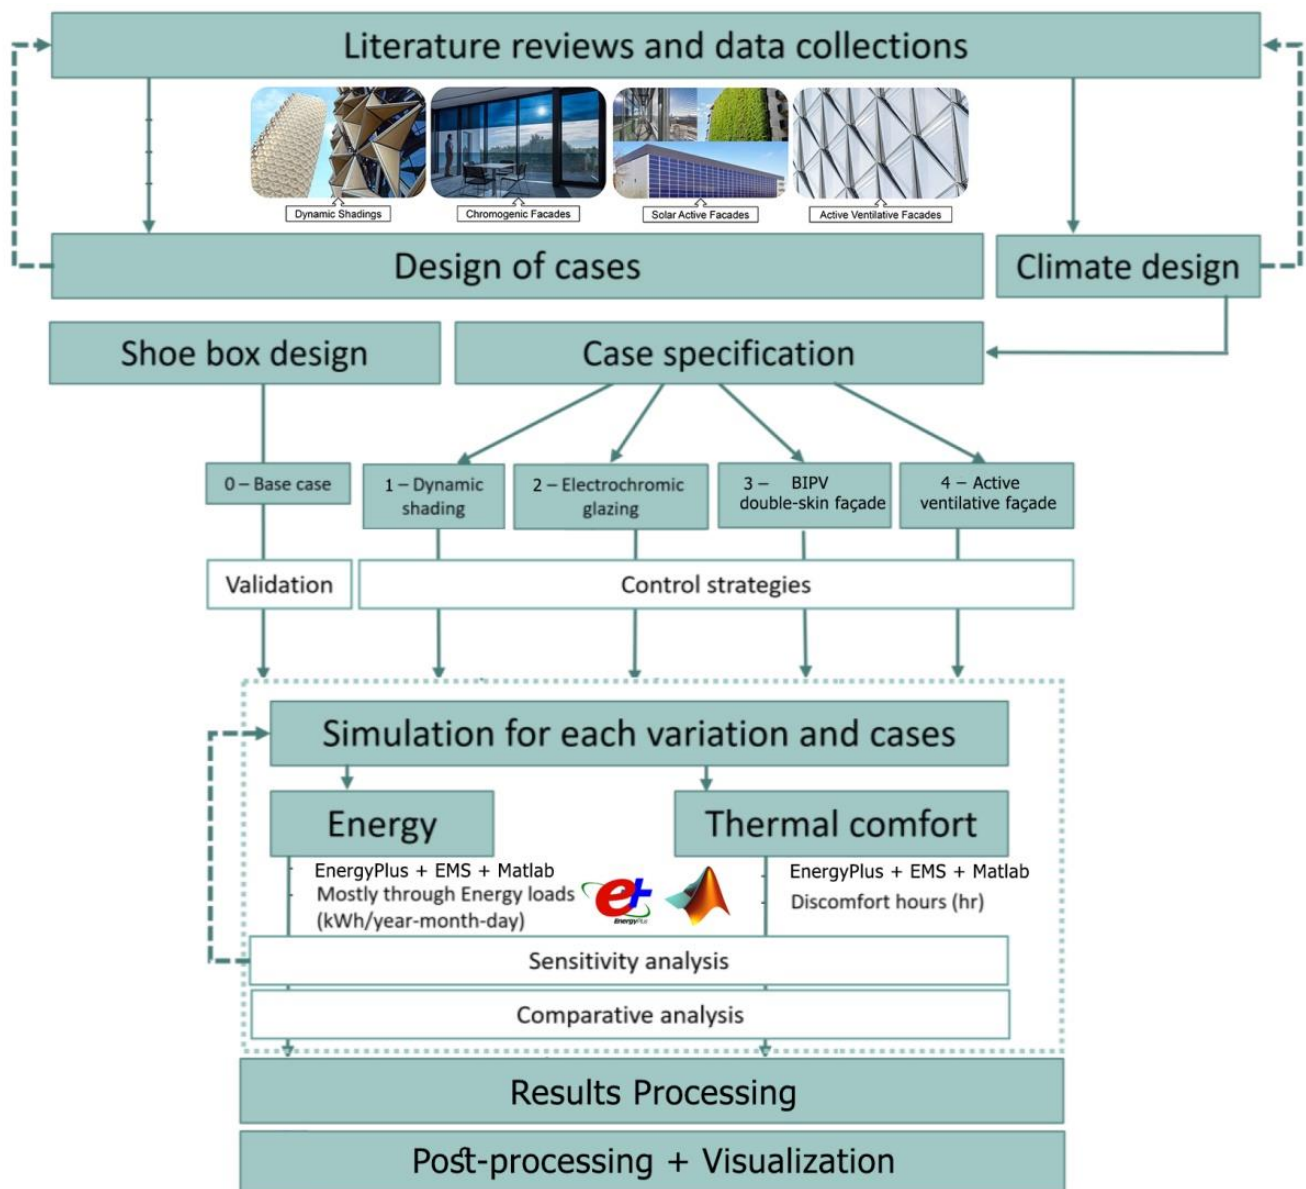 Literature reviews and data collections
Dynamic Shadings
Chromogenic Facades
Solar Active Facades
Active Ventilative Facades
Design of cases
Climate design
Shoe box design
Case specification
0 – Base case
1 – Dynamic
shading
2 – Electrochromic
glazing
3 – BIPV
double-skin façade
4 – Active
ventilative façade
Validation
Control strategies
Simulation for each variation and cases
Energy
Thermal comfort
EnergyPlus + EMS + Matlab
Mostly through Energy loads
(kWh/year-month-day)
e+
EnergyPlus
EnergyPlus + EMS + Matlab
Discomfort hours (hr)
Sensitivity analysis
Comparative analysis
Results Processing
Post-processing + Visualization